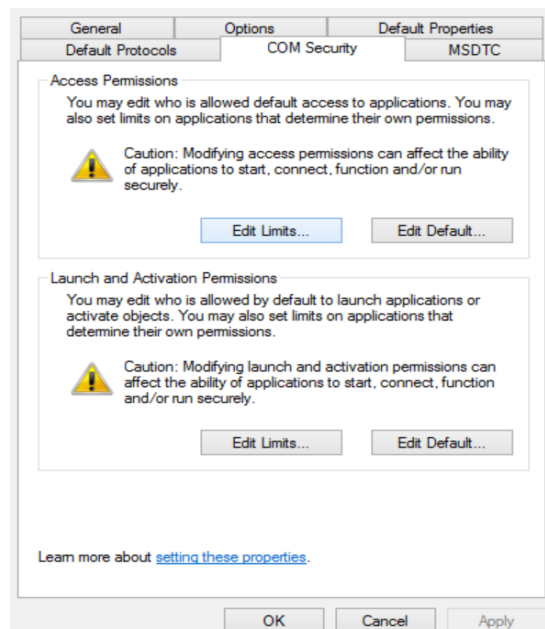 General
Options
Default Properties
Default Protocols
COM Security
MSDTC
Access Permissions
You may edit who is allowed default access to applications. You may
also set limits on applications that determine their own permissions.
Caution: Modifying access permissions can affect the ability
of applications to start, connect, function and/or run
securely.
Edit Limits...
Edit Default...
Launch and Activation Permissions
You may edit who is allowed by default to launch applications or
activate objects. You may also set limits on applications that
determine their own permissions.
Caution: Modifying launch and activation permissions can
affect the ability of applications to start, connect, function
and/or run securely.
Edit Limits...
Edit Default...
Learn more about setting these properties.
OK
Cancel
Apply